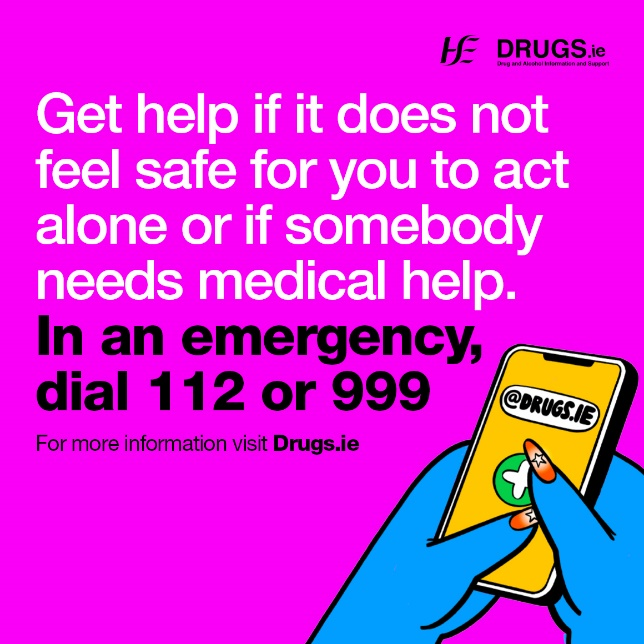 HSE DRUGS.ie
Drug and Alcohol Information and Support
Get help if it does not
feel safe for you to act
alone or if somebody
needs medical help.
In an emergency,
dial 112 or 999
For more information visit Drugs.ie
@DRUGS.IE